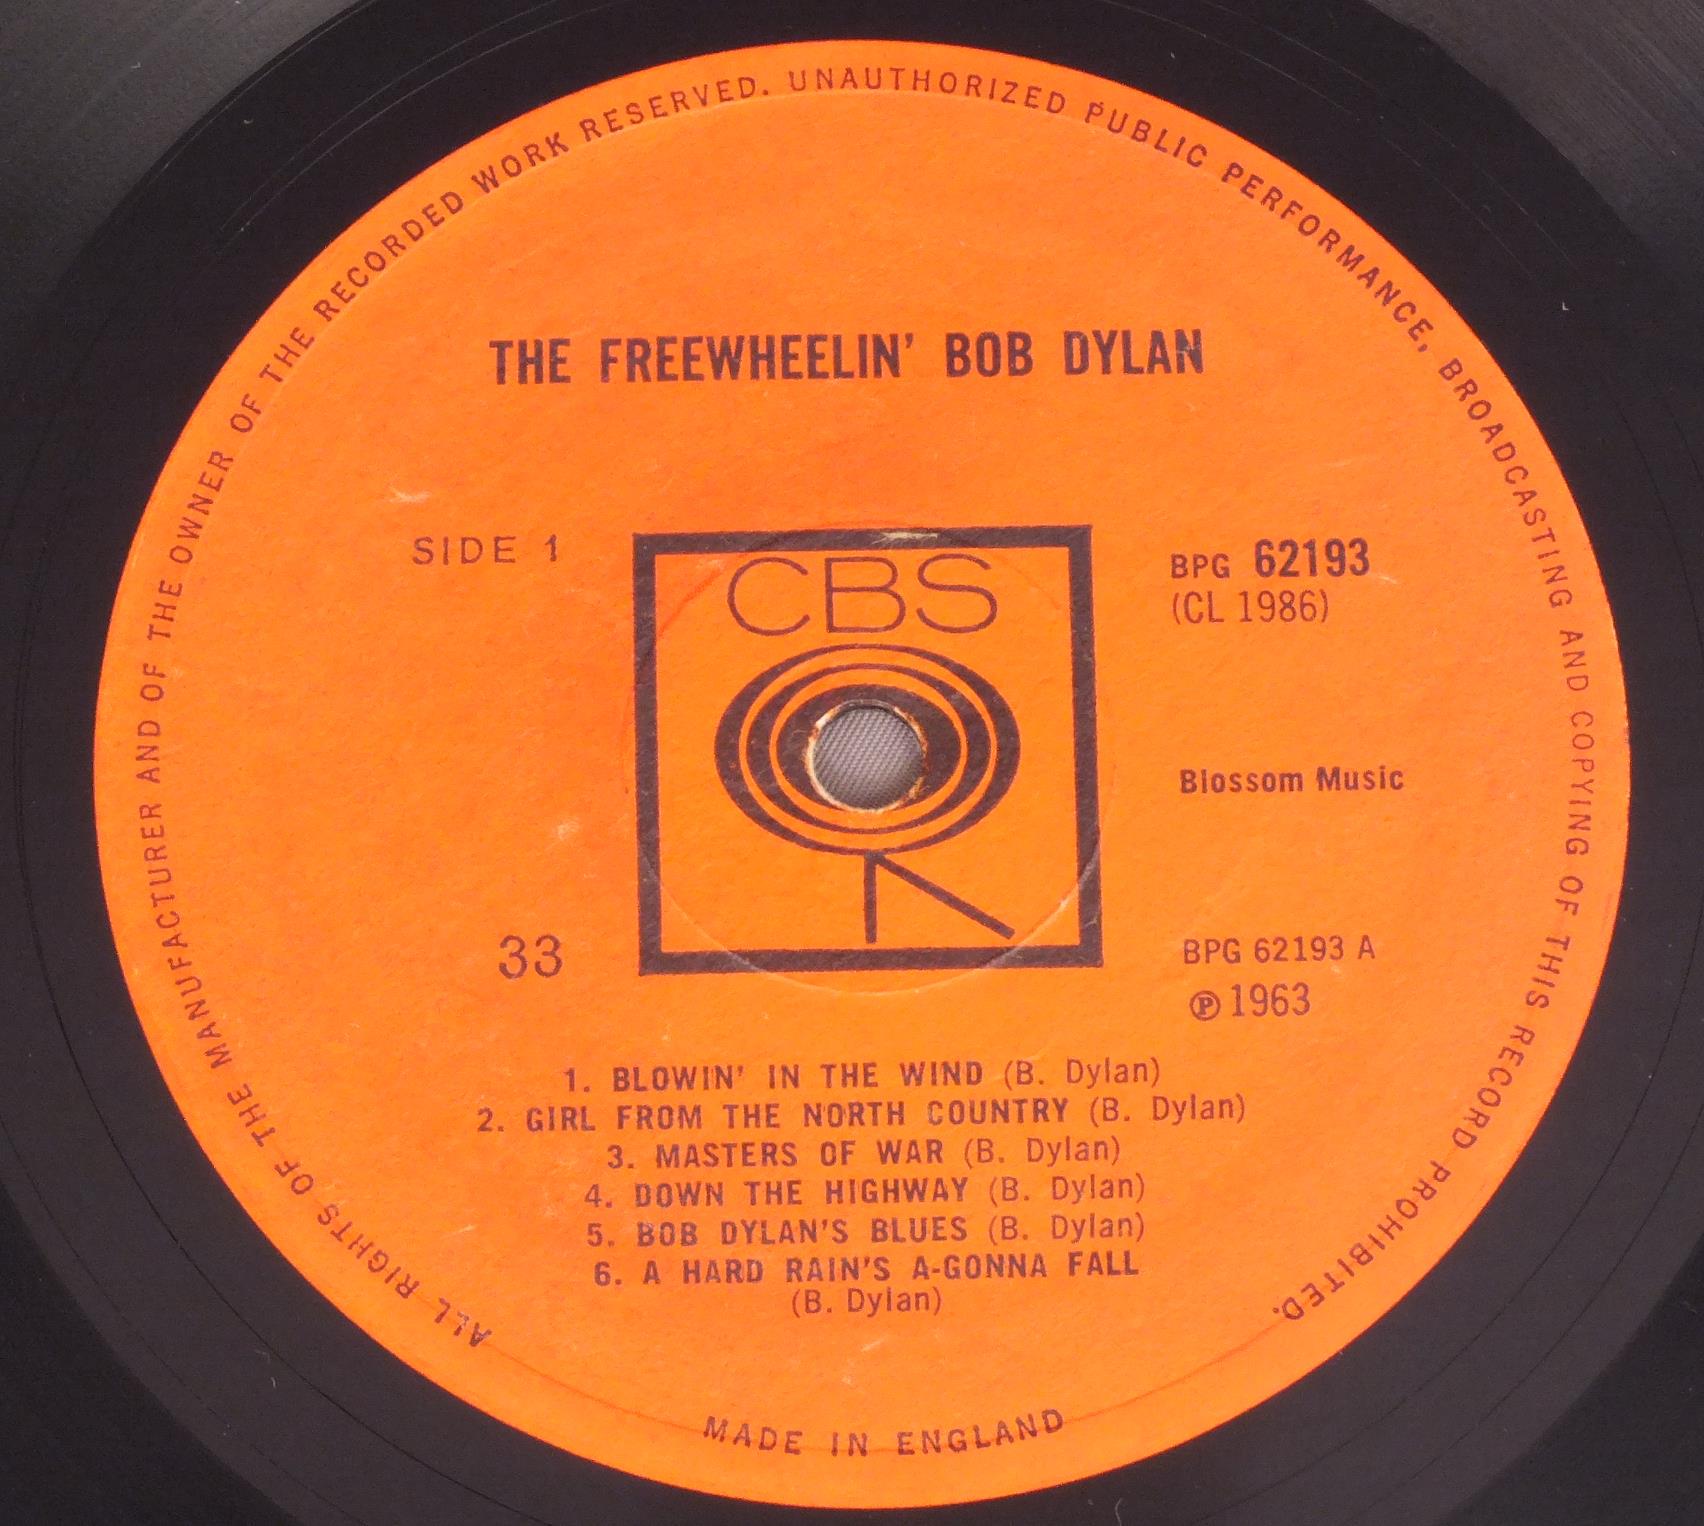 ALL RIGHTS OF THE MANUFACTURER AND OF THE OWNER OF THE RECORDED WORK RESERVED. UNAUTHORIZED PUBLIC PERFORMANCE, BROADCASTING AND COPYING OF THIS RECORD PROHIBITED.
THE FREEWHEELIN' BOB DYLAN
SIDE 1
CBS
BPG 62193
(CL 1986)
Blossom Music
33
BPG 62193 A
℗ 1963
1. BLOWIN' IN THE WIND (B. Dylan)
2. GIRL FROM THE NORTH COUNTRY (B. Dylan)
3. MASTERS OF WAR (B. Dylan)
4. DOWN THE HIGHWAY (B. Dylan)
5. BOB DYLAN'S BLUES (B. Dylan)
6. A HARD RAIN'S A-GONNA FALL
(B. Dylan)
MADE IN ENGLAND